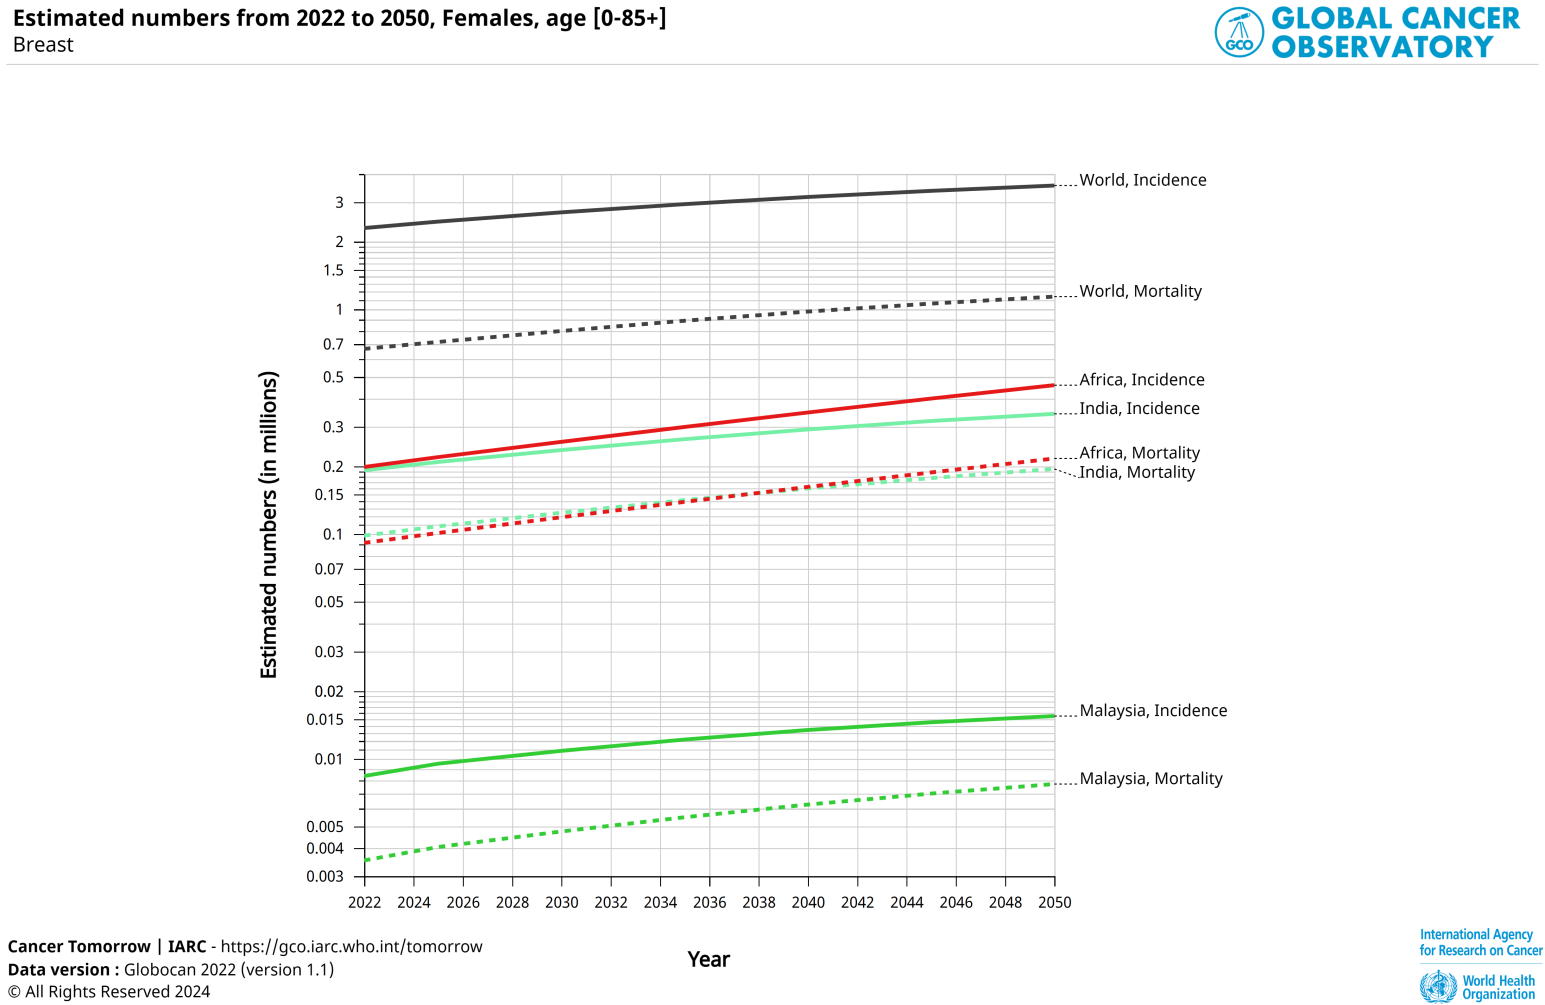 Estimated numbers from 2022 to 2050, Females, age [0-85+]
Breast
GCO
GLOBAL CANCER
OBSERVATORY
Estimated numbers (in millions)
3
2
1.5
1
0.7
0.5
0.3
0.2
0.15
0.1
0.07
0.05
0.03
0.02
0.015
0.01
0.005
0.004
0.003
World, Incidence
World, Mortality
Africa, Incidence
India, Incidence
Africa, Mortality
India, Mortality
Malaysia, Incidence
Malaysia, Mortality
2022 2024 2026 2028 2030 2032 2034 2036 2038 2040 2042 2044 2046 2048 2050
Year
Cancer Tomorrow | IARC - https://gco.iarc.who.int/tomorrow
Data version : Globocan 2022 (version 1.1)
© All Rights Reserved 2024
International Agency
for Research on Cancer
World Health
Organization